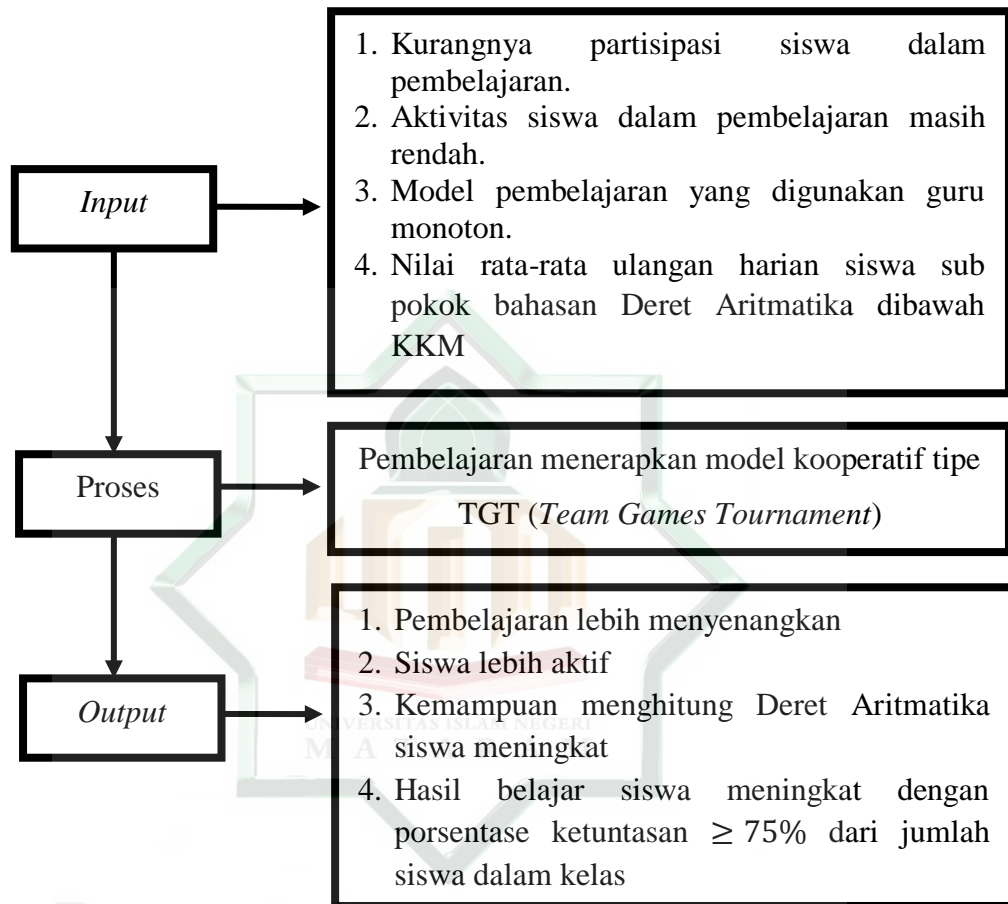 1. Kurangnya partisipasi siswa dalam
pembelajaran.
2. Aktivitas siswa dalam pembelajaran masih
rendah.
3. Model pembelajaran yang digunakan guru
monoton.
4. Nilai rata-rata ulangan harian siswa sub
pokok bahasan Deret Aritmatika dibawah
KKM
Input
Proses
Pembelajaran menerapkan model kooperatif tipe
TGT (Team Games Tournament)
Output
1. Pembelajaran lebih menyenangkan
2. Siswa lebih aktif
3. Kemampuan menghitung Deret Aritmatika
siswa meningkat
4. Hasil belajar siswa meningkat dengan
porsentase ketuntasan ≥ 75% dari jumlah
siswa dalam kelas
UNIVERSITAS ISLAM NEGERI